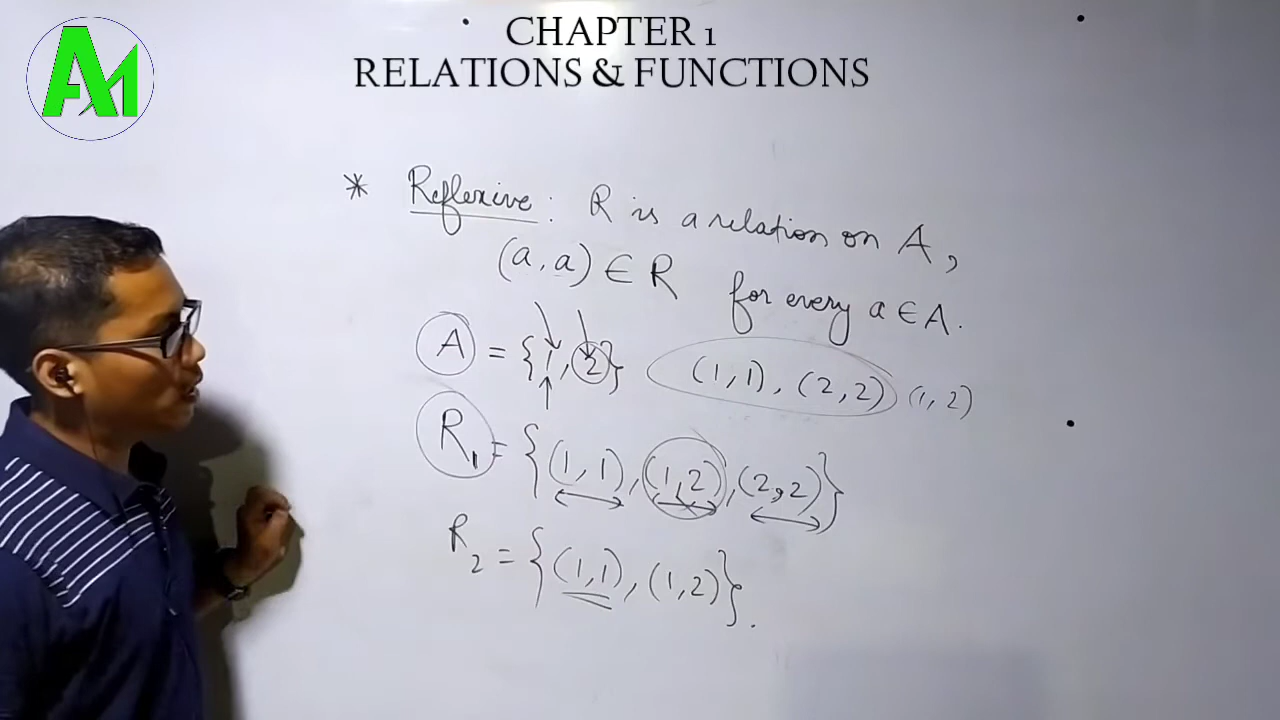 AM
CHAPTER 1
RELATIONS & FUNCTIONS
* Reflexive : R is a relation on A,
(a, a) ∈ R for every a ∈ A.
A = {1, 2} (1, 1), (2, 2) (1, 2)
R₁ = {(1, 1), (1, 2), (2, 2)}
R₂ = {(1, 1), (1, 2)}.